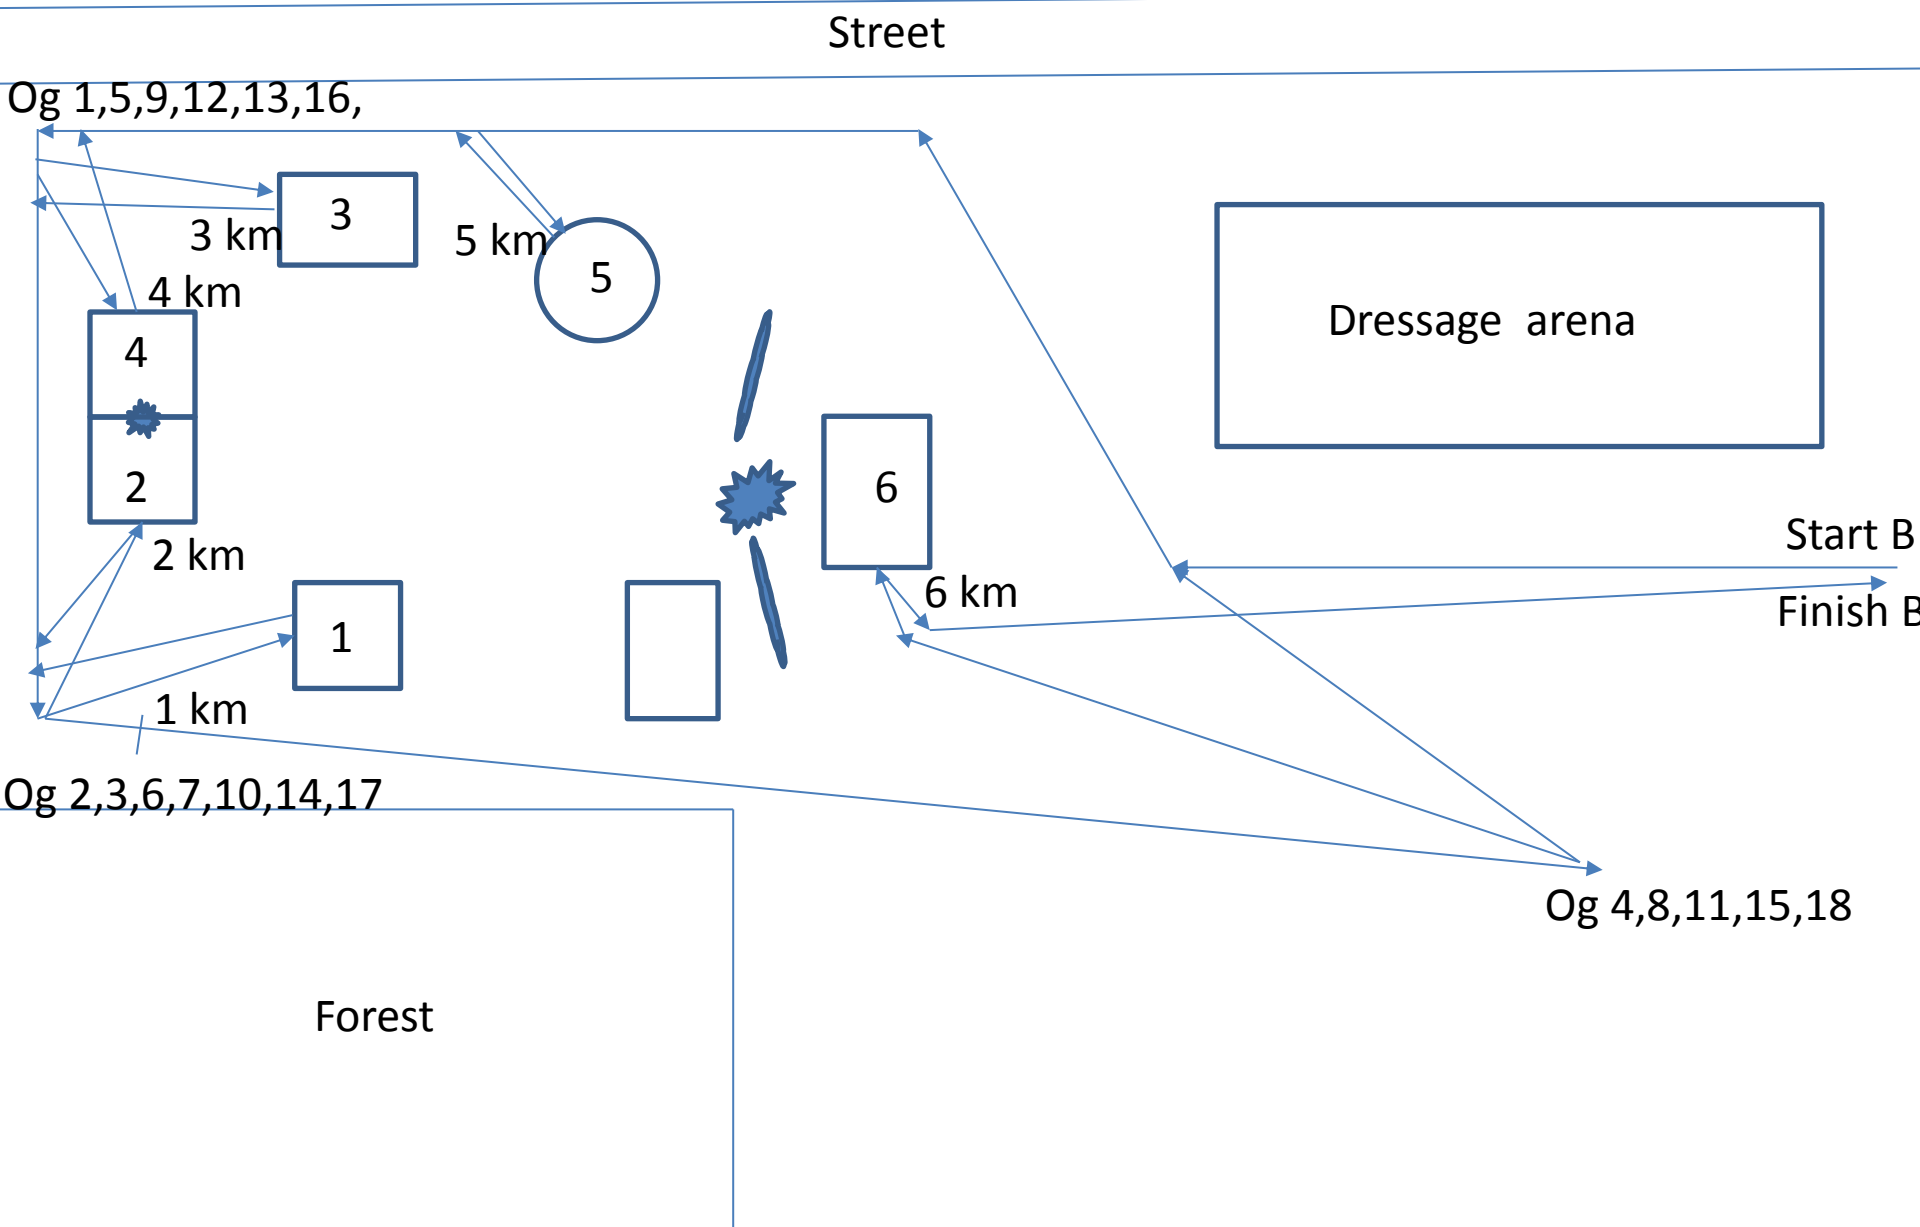 Street
Og 1,5,9,12,13,16,
3
3 km
5 km
5
4 km
4
Dressage arena
2
6
2 km
Start B
6 km
Finish B
1
1 km
Og 2,3,6,7,10,14,17
Og 4,8,11,15,18
Forest